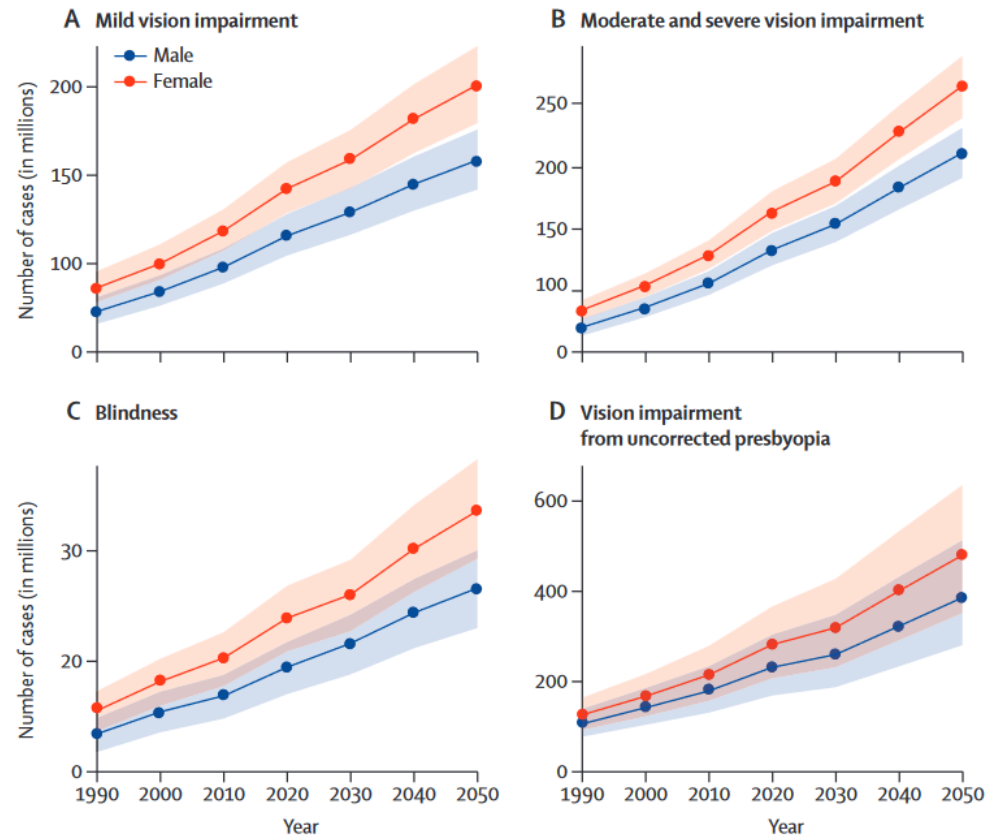 A Mild vision impairment
Male
Female
Number of cases (in millions)
200
150
100
0
B Moderate and severe vision impairment
250
200
150
100
0
C Blindness
Number of cases (in millions)
30
20
0
1990 2000 2010 2020 2030 2040 2050
Year
D Vision impairment
from uncorrected presbyopia
600
400
200
0
1990 2000 2010 2020 2030 2040 2050
Year